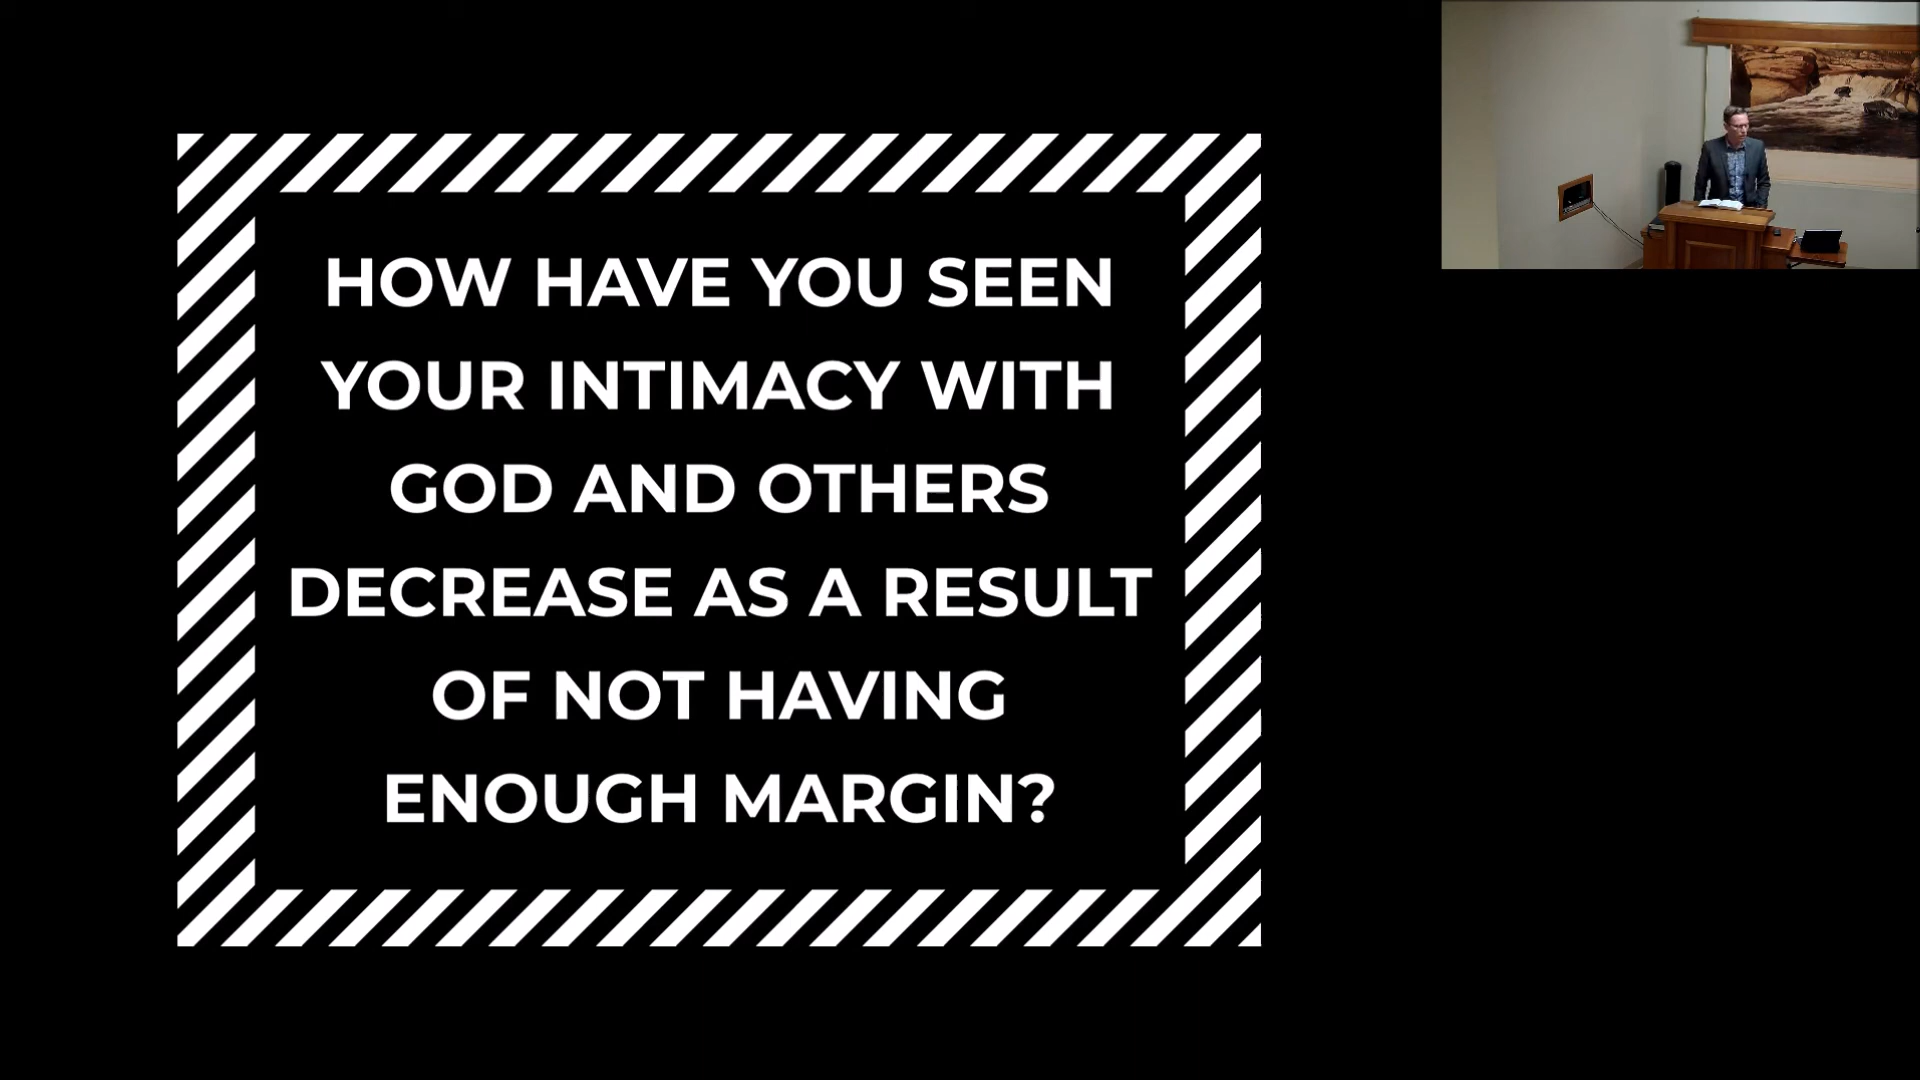 HOW HAVE YOU SEEN
YOUR INTIMACY WITH
GOD AND OTHERS
DECREASE AS A RESULT
OF NOT HAVING
ENOUGH MARGIN?